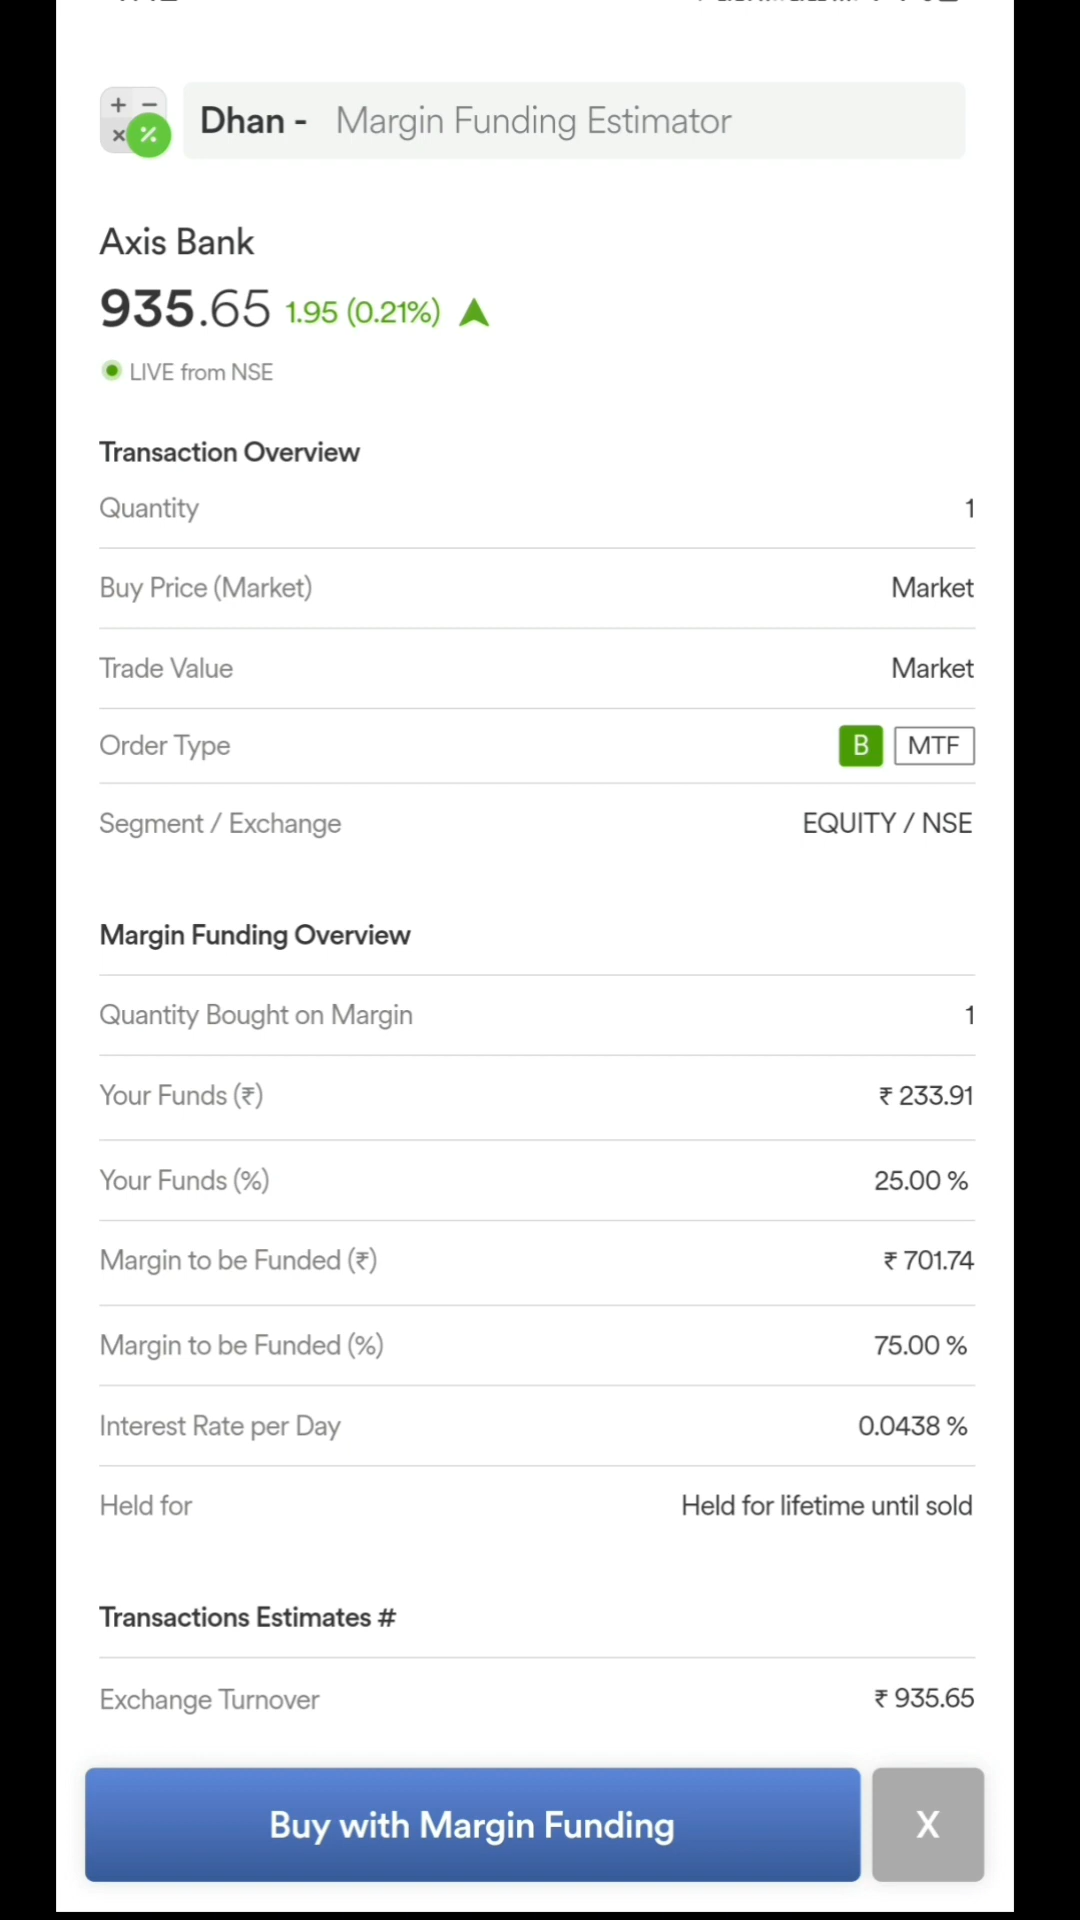 Dhan - Margin Funding Estimator
Axis Bank
935.65 1.95 (0.21%)
LIVE from NSE
Transaction Overview
Quantity 1
Buy Price (Market) Market
Trade Value Market
Order Type B MTF
Segment / Exchange EQUITY / NSE
Margin Funding Overview
Quantity Bought on Margin 1
Your Funds (₹) ₹ 233.91
Your Funds (%) 25.00 %
Margin to be Funded (₹) ₹ 701.74
Margin to be Funded (%) 75.00 %
Interest Rate per Day 0.0438 %
Held for Held for lifetime until sold
Transactions Estimates #
Exchange Turnover ₹ 935.65
Buy with Margin Funding X